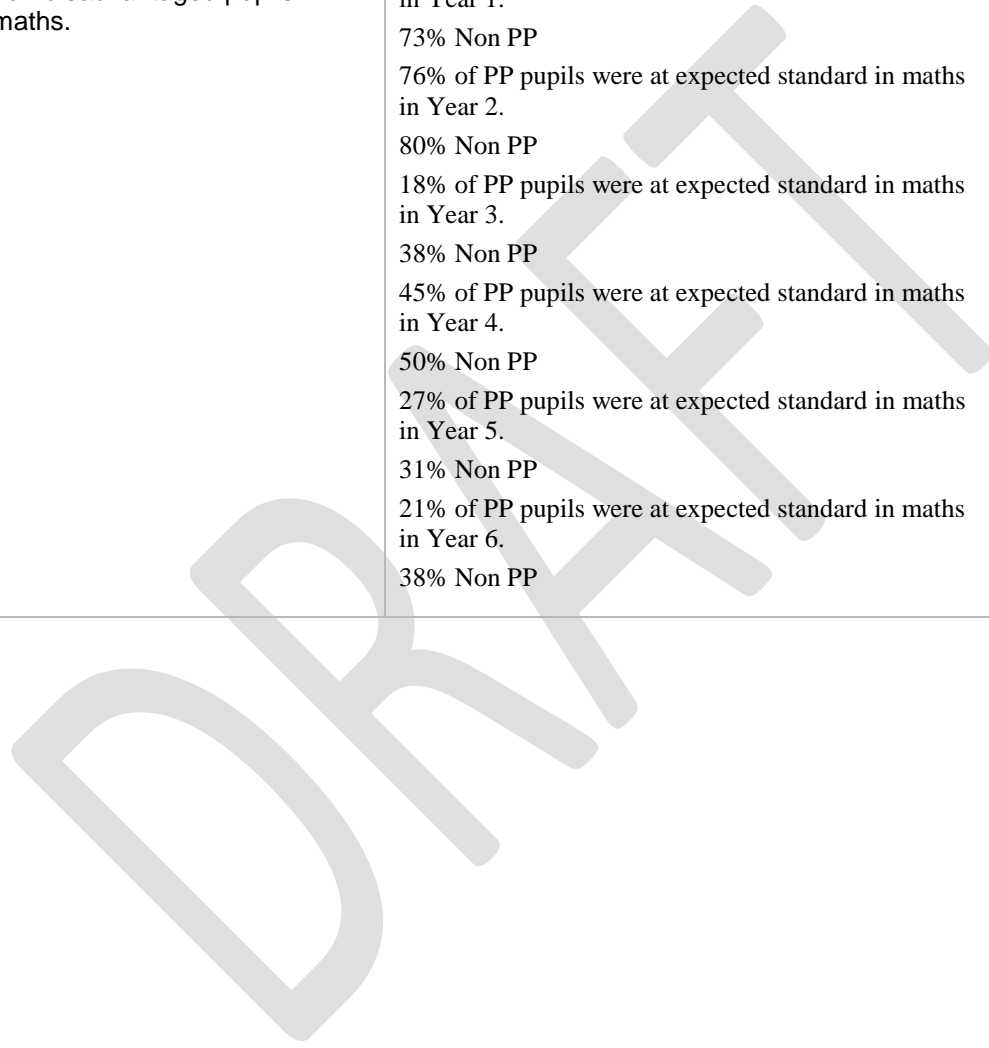 maths.
in Year 1.
73% Non PP
76% of PP pupils were at expected standard in maths
in Year 2.
80% Non PP
18% of PP pupils were at expected standard in maths
in Year 3.
38% Non PP
45% of PP pupils were at expected standard in maths
in Year 4.
50% Non PP
27% of PP pupils were at expected standard in maths
in Year 5.
31% Non PP
21% of PP pupils were at expected standard in maths
in Year 6.
38% Non PP
DRAFT